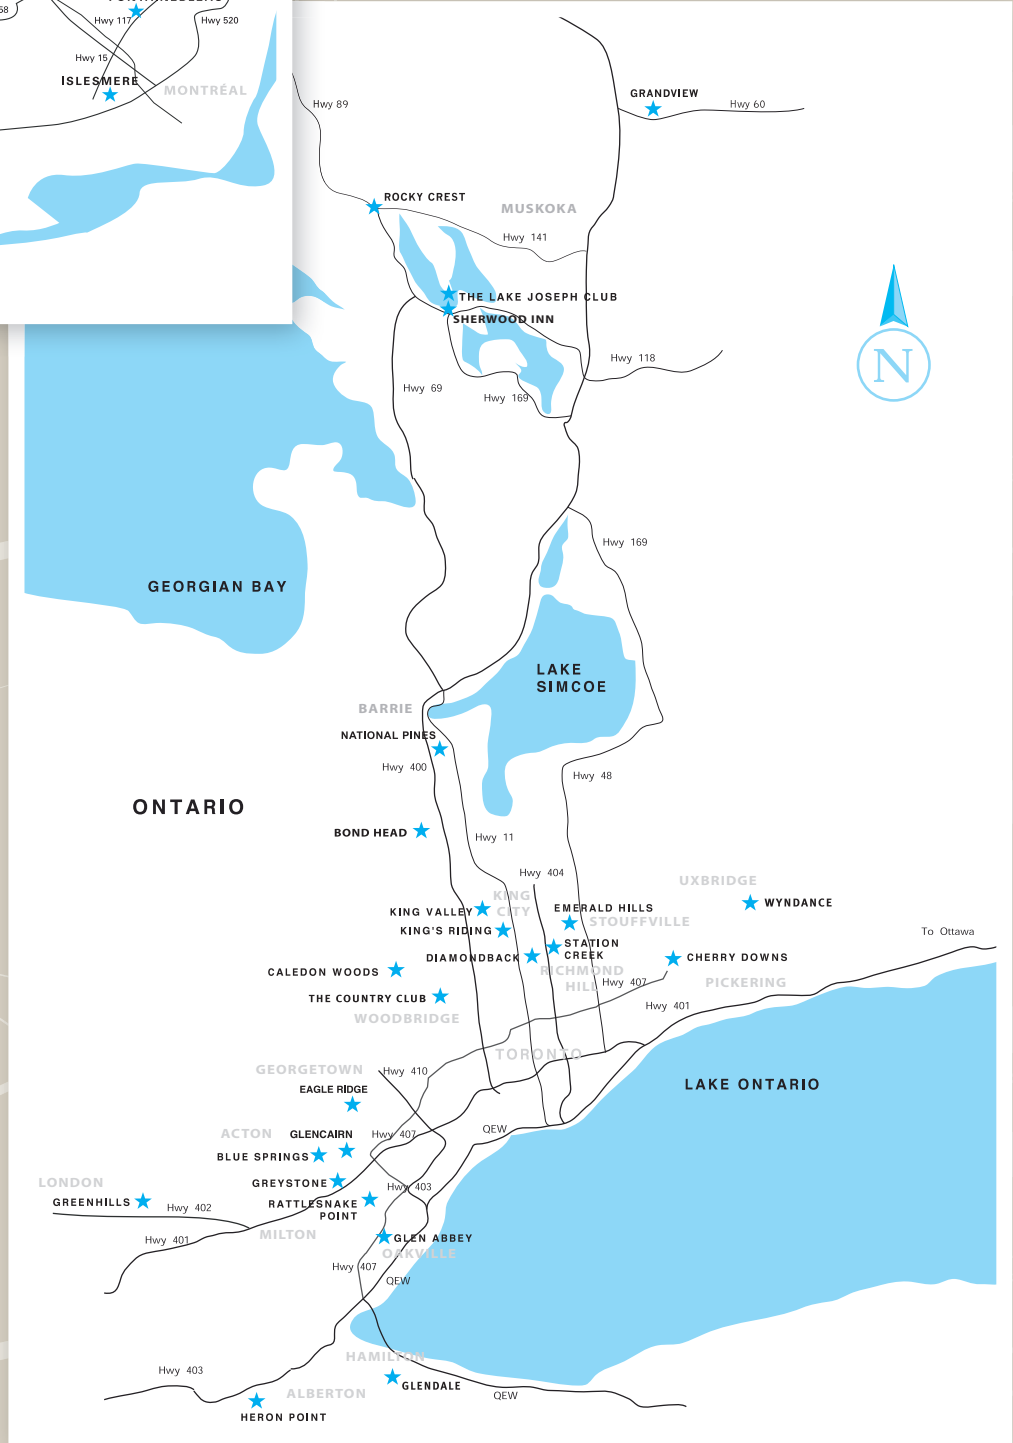 58
Hwy 117
Hwy 520
Hwy 15
ISLESMERE
MONTRÉAL
Hwy 89
GRANDVIEW
Hwy 60
ROCKY CREST
MUSKOKA
Hwy 141
THE LAKE JOSEPH CLUB
SHERWOOD INN
Hwy 118
Hwy 69
Hwy 169
N
Hwy 169
GEORGIAN BAY
LAKE
SIMCOE
BARRIE
NATIONAL PINES
Hwy 400
Hwy 48
ONTARIO
BOND HEAD
Hwy 11
Hwy 404
UXBRIDGE
KING
CITY
KING VALLEY
EMERALD HILLS
WYNDANCE
STOUFFVILLE
KING'S RIDING
To Ottawa
STATION
CREEK
DIAMONDBACK
CHERRY DOWNS
CALEDON WOODS
RICHMOND
HILL
Hwy 407
PICKERING
THE COUNTRY CLUB
Hwy 401
WOODBRIDGE
TORONTO
GEORGETOWN
Hwy 410
LAKE ONTARIO
EAGLE RIDGE
ACTON
GLENCAIRN
Hwy 407
QEW
BLUE SPRINGS
LONDON
GREYSTONE
Hwy 403
GREENHILLS
Hwy 402
RATTLESNAKE
POINT
MILTON
Hwy 401
GLEN ABBEY
OAKVILLE
Hwy 407
QEW
HAMILTON
Hwy 403
GLENDALE
ALBERTON
QEW
HERON POINT